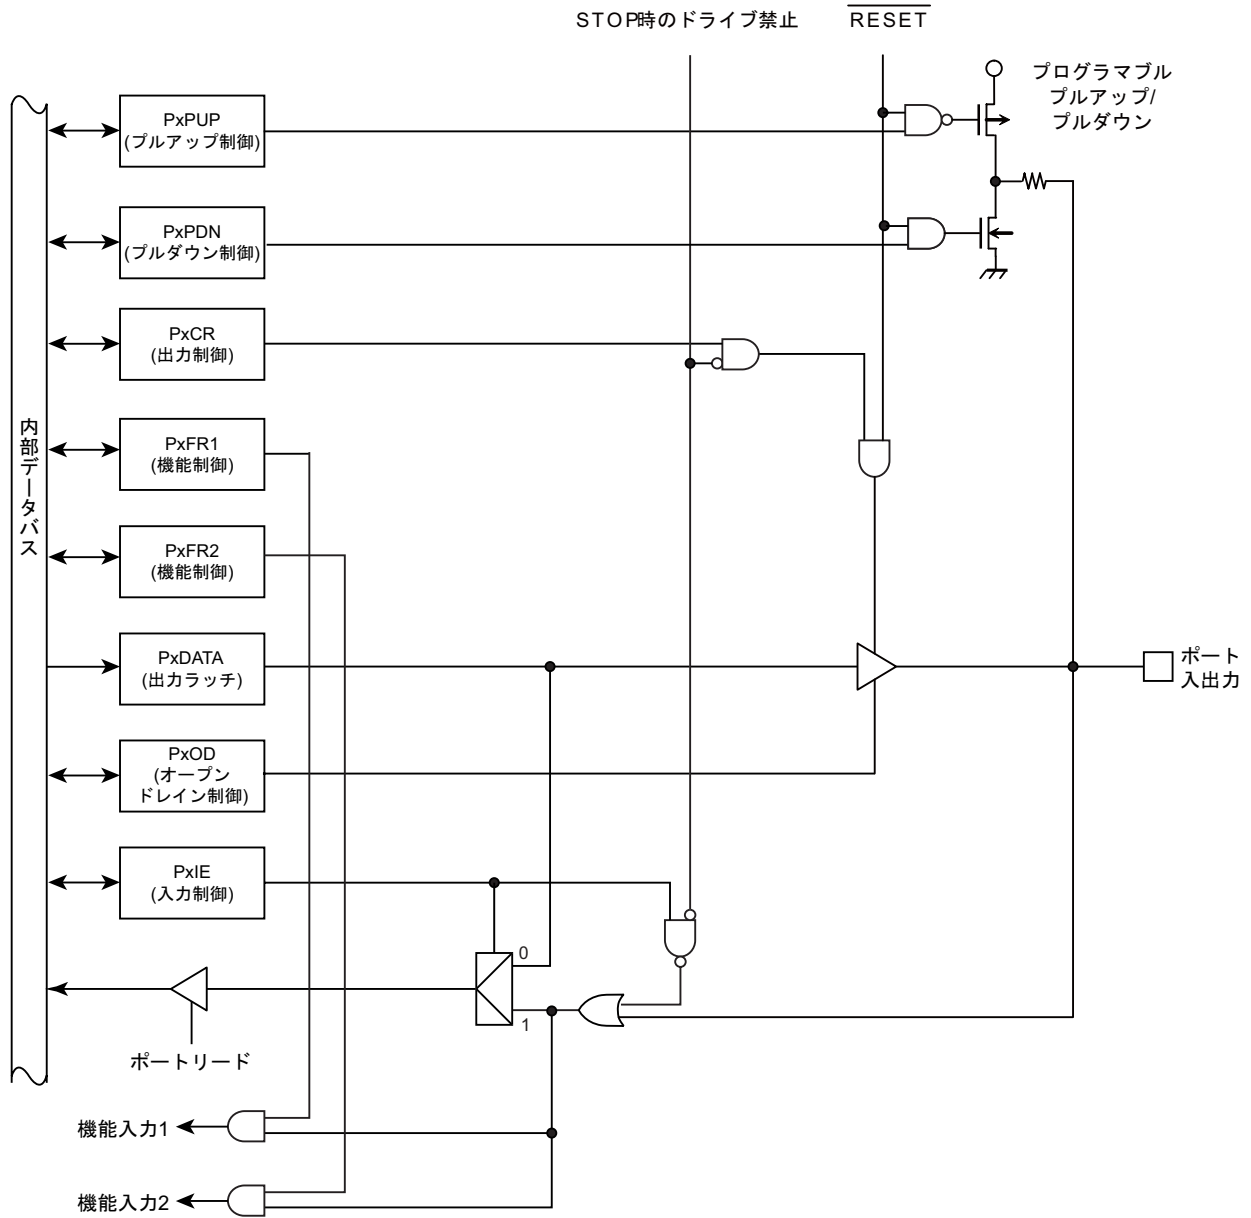 STOP時のドライブ禁止
RESET
プログラマブル
プルアップ/
プルダウン
PxPUP
(プルアップ制御)
PxPDN
(プルダウン制御)
PxCR
(出力制御)
内部データバス
PxFR1
(機能制御)
PxFR2
(機能制御)
PxDATA
(出力ラッチ)
ポート
入出力
PxOD
(オープン
ドレイン制御)
PxIE
(入力制御)
0
1
ポートリード
機能入力1
機能入力2